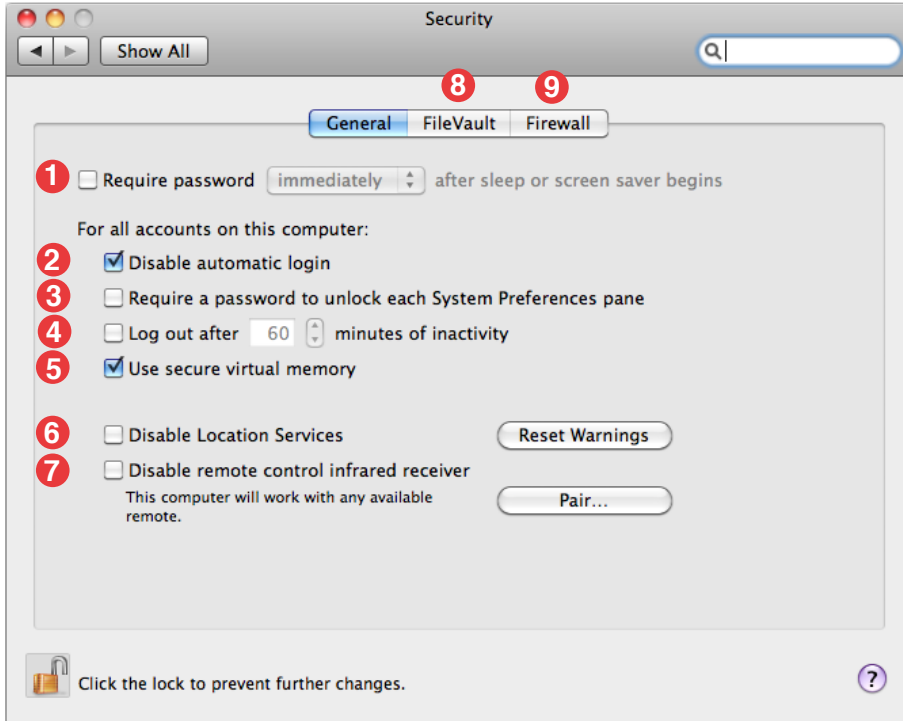 Security
Show All
8 9
General FileVault Firewall
1 Require password immediately after sleep or screen saver begins
For all accounts on this computer:
2 Disable automatic login
3 Require a password to unlock each System Preferences pane
4 Log out after 60 minutes of inactivity
5 Use secure virtual memory
6 Disable Location Services Reset Warnings
7 Disable remote control infrared receiver
This computer will work with any available
remote.
Pair...
Click the lock to prevent further changes. ?